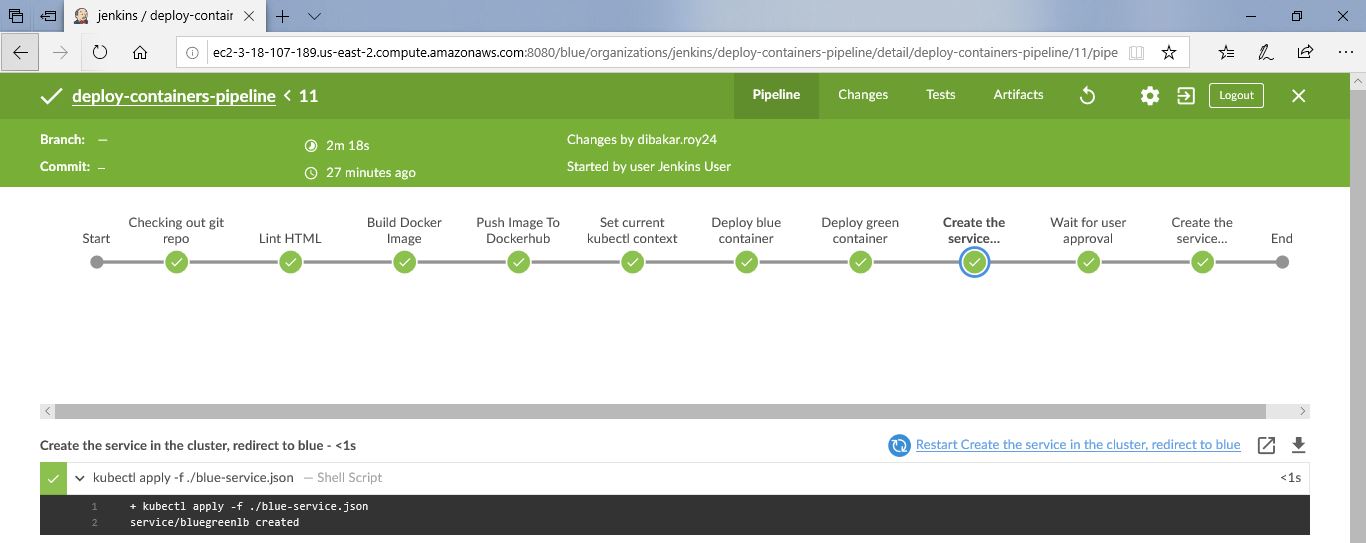 jenkins / deploy-contain
ec2-3-18-107-189.us-east-2.compute.amazonaws.com:8080/blue/organizations/jenkins/deploy-containers-pipeline/detail/deploy-containers-pipeline/11/pipe
deploy-containers-pipeline < 11
Pipeline Changes Tests Artifacts Logout
Branch: —
2m 18s
Changes by dibakar.roy24
Commit: –
27 minutes ago
Started by user Jenkins User
Start
Checking out git
repo
Lint HTML
Build Docker
Image
Push Image To
Dockerhub
Set current
kubectl context
Deploy blue
container
Deploy green
container
Create the
service...
Wait for user
approval
Create the
service...
End
Create the service in the cluster, redirect to blue - <1s
Restart Create the service in the cluster, redirect to blue
kubectl apply -f ./blue-service.json — Shell Script <1s
1 + kubectl apply -f ./blue-service.json
2 service/bluegreenlb created